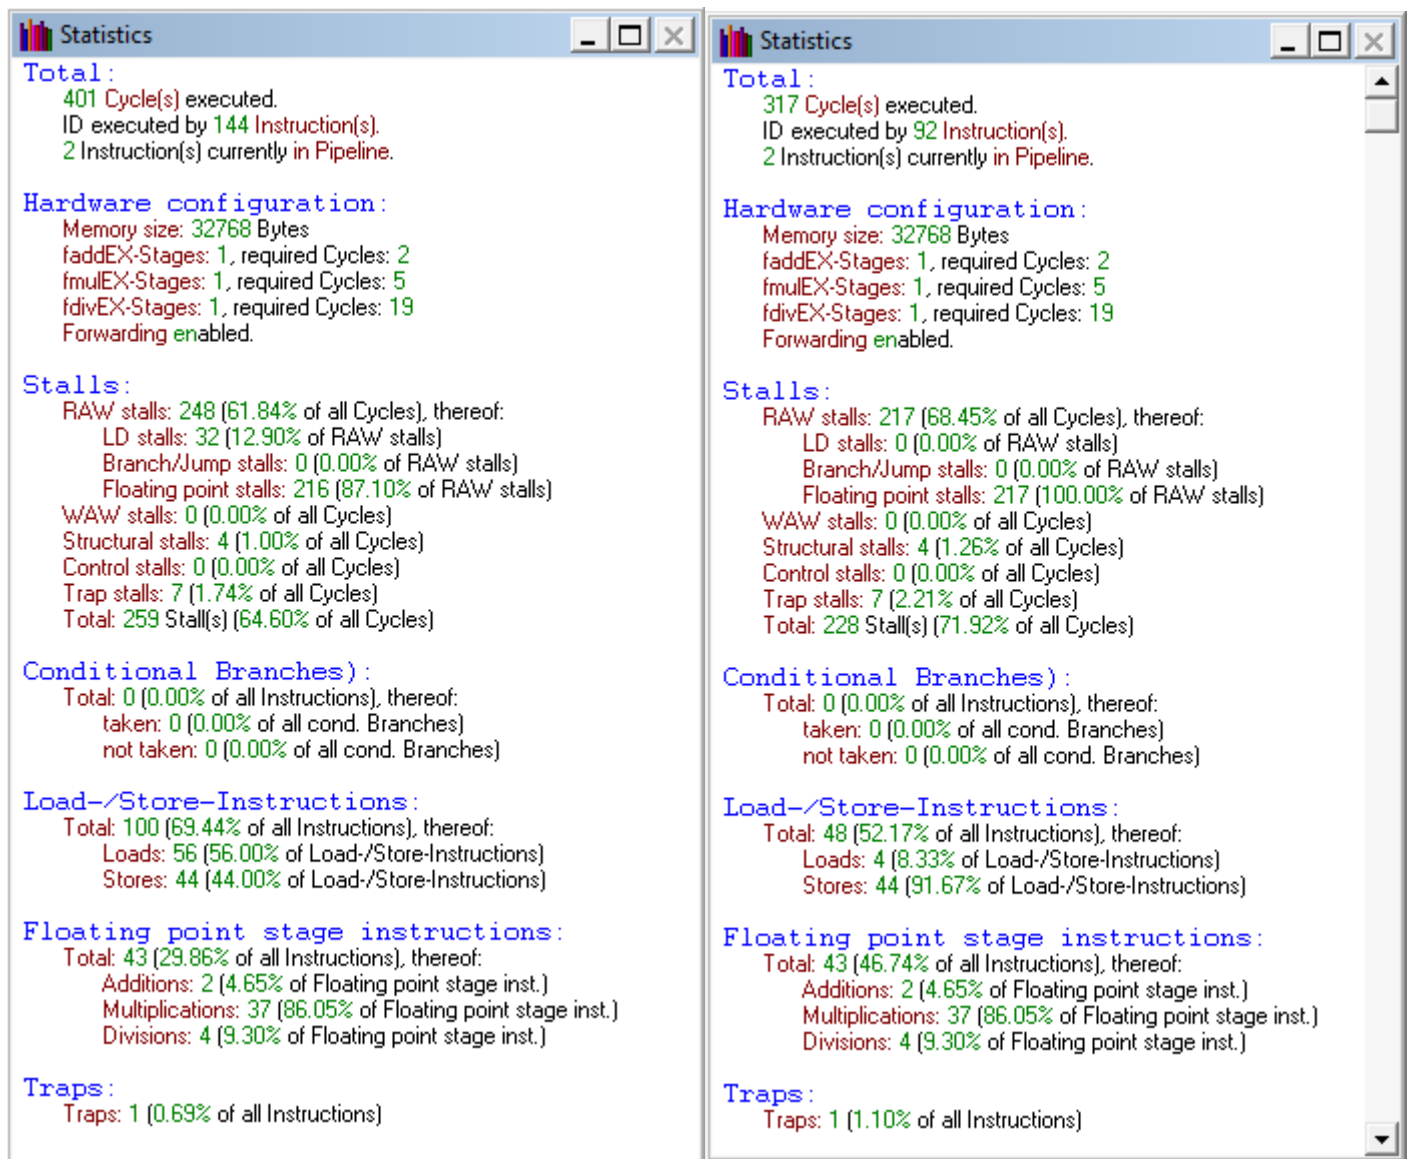 Statistics
Total:
401 Cycle(s) executed.
ID executed by 144 Instruction(s).
2 Instruction(s) currently in Pipeline.
Hardware configuration:
Memory size: 32768 Bytes
faddEX-Stages: 1, required Cycles: 2
fmulEX-Stages: 1, required Cycles: 5
fdivEX-Stages: 1, required Cycles: 19
Forwarding enabled.
Stalls:
RAW stalls: 248 (61.84% of all Cycles), thereof:
LD stalls: 32 (12.90% of RAW stalls)
Branch/Jump stalls: 0 (0.00% of RAW stalls)
Floating point stalls: 216 (87.10% of RAW stalls)
WAW stalls: 0 (0.00% of all Cycles)
Structural stalls: 4 (1.00% of all Cycles)
Control stalls: 0 (0.00% of all Cycles)
Trap stalls: 7 (1.74% of all Cycles)
Total: 259 Stall(s) (64.60% of all Cycles)
Conditional Branches):
Total: 0 (0.00% of all Instructions), thereof:
taken: 0 (0.00% of all cond. Branches)
not taken: 0 (0.00% of all cond. Branches)
Load-/Store-Instructions:
Total: 100 (69.44% of all Instructions), thereof:
Loads: 56 (56.00% of Load-/Store-Instructions)
Stores: 44 (44.00% of Load-/Store-Instructions)
Floating point stage instructions:
Total: 43 (29.86% of all Instructions), thereof:
Additions: 2 (4.65% of Floating point stage inst.)
Multiplications: 37 (86.05% of Floating point stage inst.)
Divisions: 4 (9.30% of Floating point stage inst.)
Traps:
Traps: 1 (0.69% of all Instructions)
Statistics
Total:
317 Cycle(s) executed.
ID executed by 92 Instruction(s).
2 Instruction(s) currently in Pipeline.
Hardware configuration:
Memory size: 32768 Bytes
faddEX-Stages: 1, required Cycles: 2
fmulEX-Stages: 1, required Cycles: 5
fdivEX-Stages: 1, required Cycles: 19
Forwarding enabled.
Stalls:
RAW stalls: 217 (68.45% of all Cycles), thereof:
LD stalls: 0 (0.00% of RAW stalls)
Branch/Jump stalls: 0 (0.00% of RAW stalls)
Floating point stalls: 217 (100.00% of RAW stalls)
WAW stalls: 0 (0.00% of all Cycles)
Structural stalls: 4 (1.26% of all Cycles)
Control stalls: 0 (0.00% of all Cycles)
Trap stalls: 7 (2.21% of all Cycles)
Total: 228 Stall(s) (71.92% of all Cycles)
Conditional Branches):
Total: 0 (0.00% of all Instructions), thereof:
taken: 0 (0.00% of all cond. Branches)
not taken: 0 (0.00% of all cond. Branches)
Load-/Store-Instructions:
Total: 48 (52.17% of all Instructions), thereof:
Loads: 4 (8.33% of Load-/Store-Instructions)
Stores: 44 (91.67% of Load-/Store-Instructions)
Floating point stage instructions:
Total: 43 (46.74% of all Instructions), thereof:
Additions: 2 (4.65% of Floating point stage inst.)
Multiplications: 37 (86.05% of Floating point stage inst.)
Divisions: 4 (9.30% of Floating point stage inst.)
Traps:
Traps: 1 (1.10% of all Instructions)